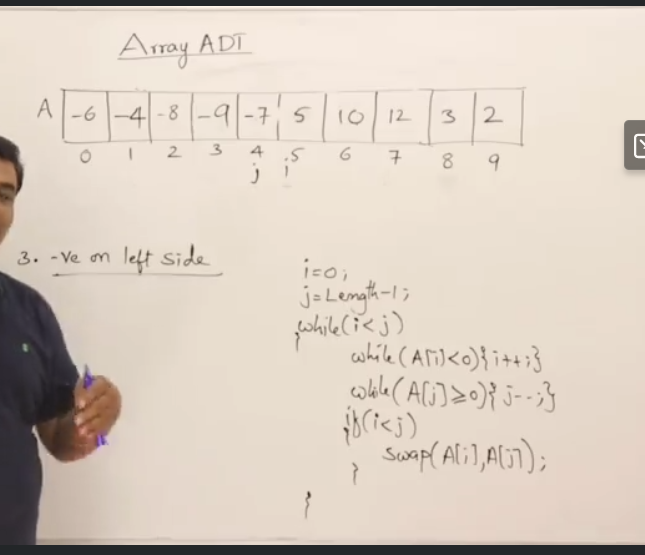 Array ADT
A -6 -4 -8 -9 -7 5 10 12 3 2
0 1 2 3 4 5 6 7 8 9
j i
3. -ve on left side
i=0;
j=Length-1;
while(i<j)
{
while(A[i]<0){i++;}
while(A[j]≥0){j--;}
if(i<j)
{
swap(A[i],A[j]);
}
}